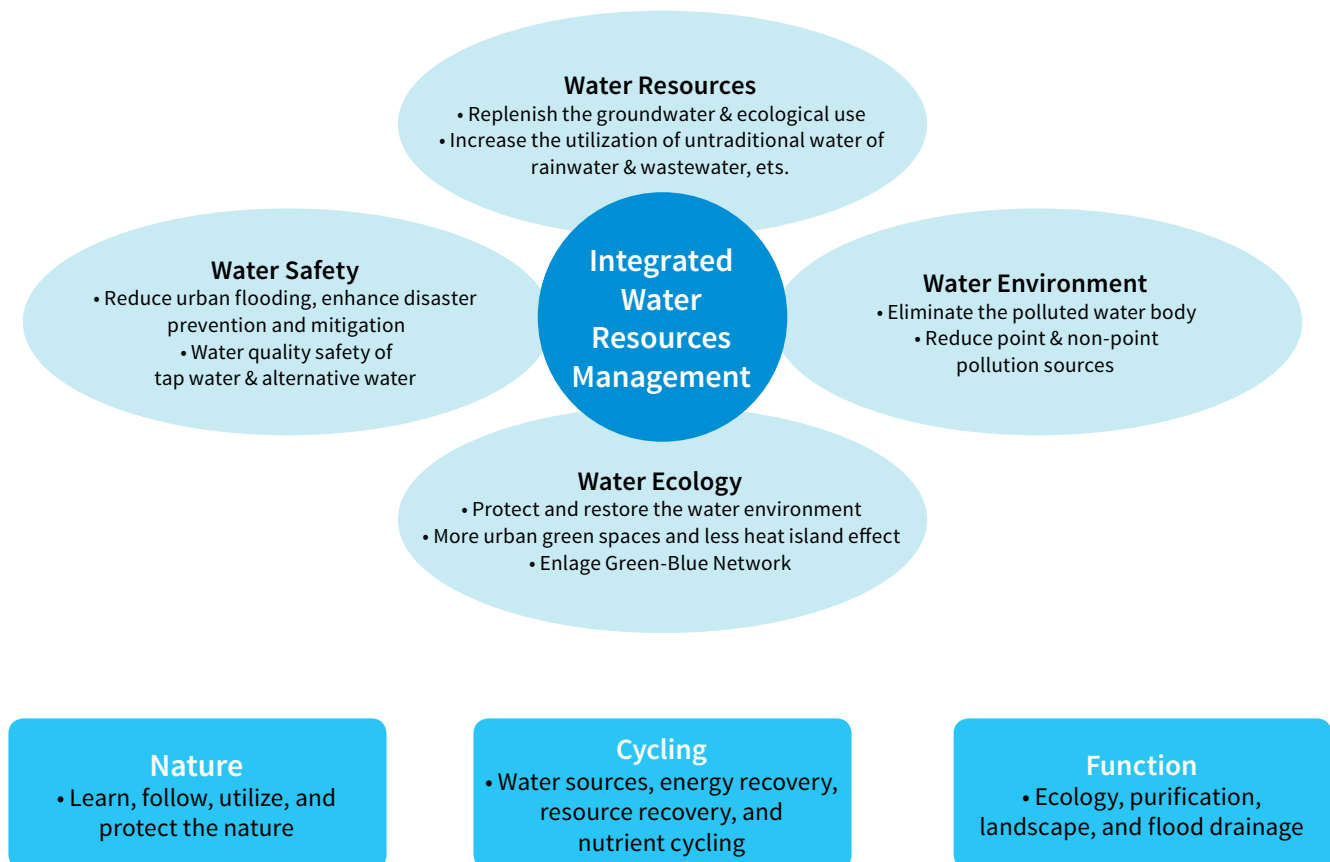 Water Resources
• Replenish the groundwater & ecological use
• Increase the utilization of untraditional water of
rainwater & wastewater, ets.
Water Safety
• Reduce urban flooding, enhance disaster
prevention and mitigation
• Water quality safety of
tap water & alternative water
Integrated
Water
Resources
Management
Water Environment
• Eliminate the polluted water body
• Reduce point & non-point
pollution sources
Water Ecology
• Protect and restore the water environment
• More urban green spaces and less heat island effect
• Enlage Green-Blue Network
Nature
• Learn, follow, utilize, and
protect the nature
Cycling
• Water sources, energy recovery,
resource recovery, and
nutrient cycling
Function
• Ecology, purification,
landscape, and flood drainage